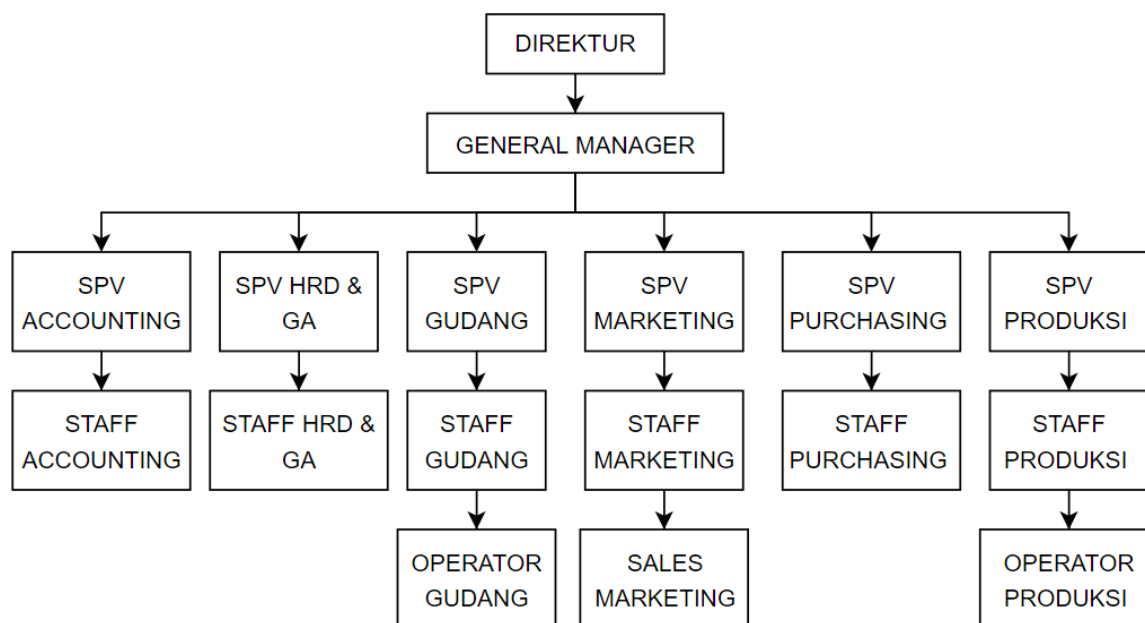 DIREKTUR
GENERAL MANAGER
SPV
ACCOUNTING
SPV HRD &
GA
SPV
GUDANG
SPV
MARKETING
SPV
PURCHASING
SPV
PRODUKSI
STAFF
ACCOUNTING
STAFF HRD &
GA
STAFF
GUDANG
STAFF
MARKETING
STAFF
PURCHASING
STAFF
PRODUKSI
OPERATOR
GUDANG
SALES
MARKETING
OPERATOR
PRODUKSI